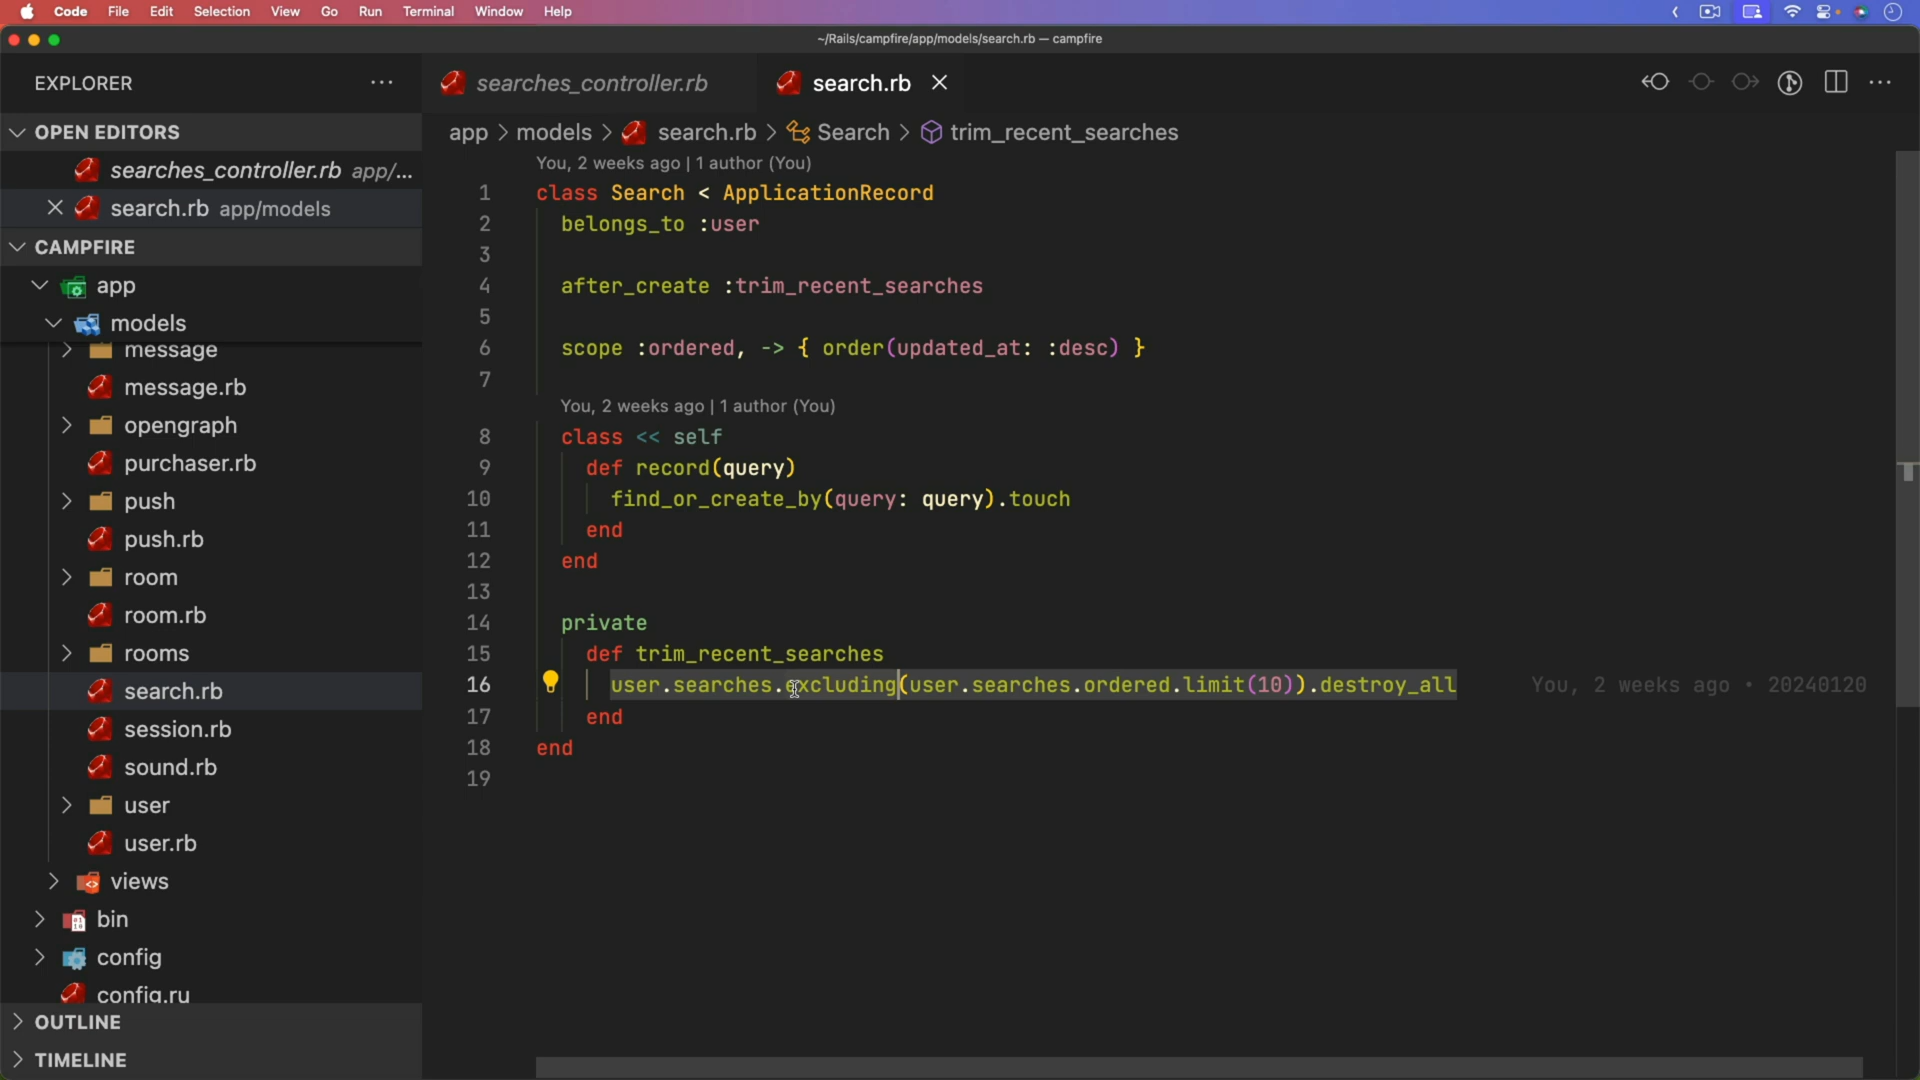 Code File Edit Selection View Go Run Terminal Window Help
~/Rails/campfire/app/models/search.rb — campfire
EXPLORER
OPEN EDITORS
searches_controller.rb app/...
search.rb app/models
CAMPFIRE
app
models
message
message.rb
opengraph
purchaser.rb
push
push.rb
room
room.rb
rooms
search.rb
session.rb
sound.rb
user
user.rb
views
bin
config
config.ru
OUTLINE
TIMELINE
searches_controller.rb search.rb
app > models > search.rb > Search > trim_recent_searches
You, 2 weeks ago | 1 author (You)
1 class Search < ApplicationRecord
2 belongs_to :user
3
4 after_create :trim_recent_searches
5
6 scope :ordered, -> { order(updated_at: :desc) }
7
You, 2 weeks ago | 1 author (You)
8 class << self
9 def record(query)
10 find_or_create_by(query: query).touch
11 end
12 end
13
14 private
15 def trim_recent_searches
16 user.searches.excluding(user.searches.ordered.limit(10)).destroy_all You, 2 weeks ago • 20240120
17 end
18 end
19